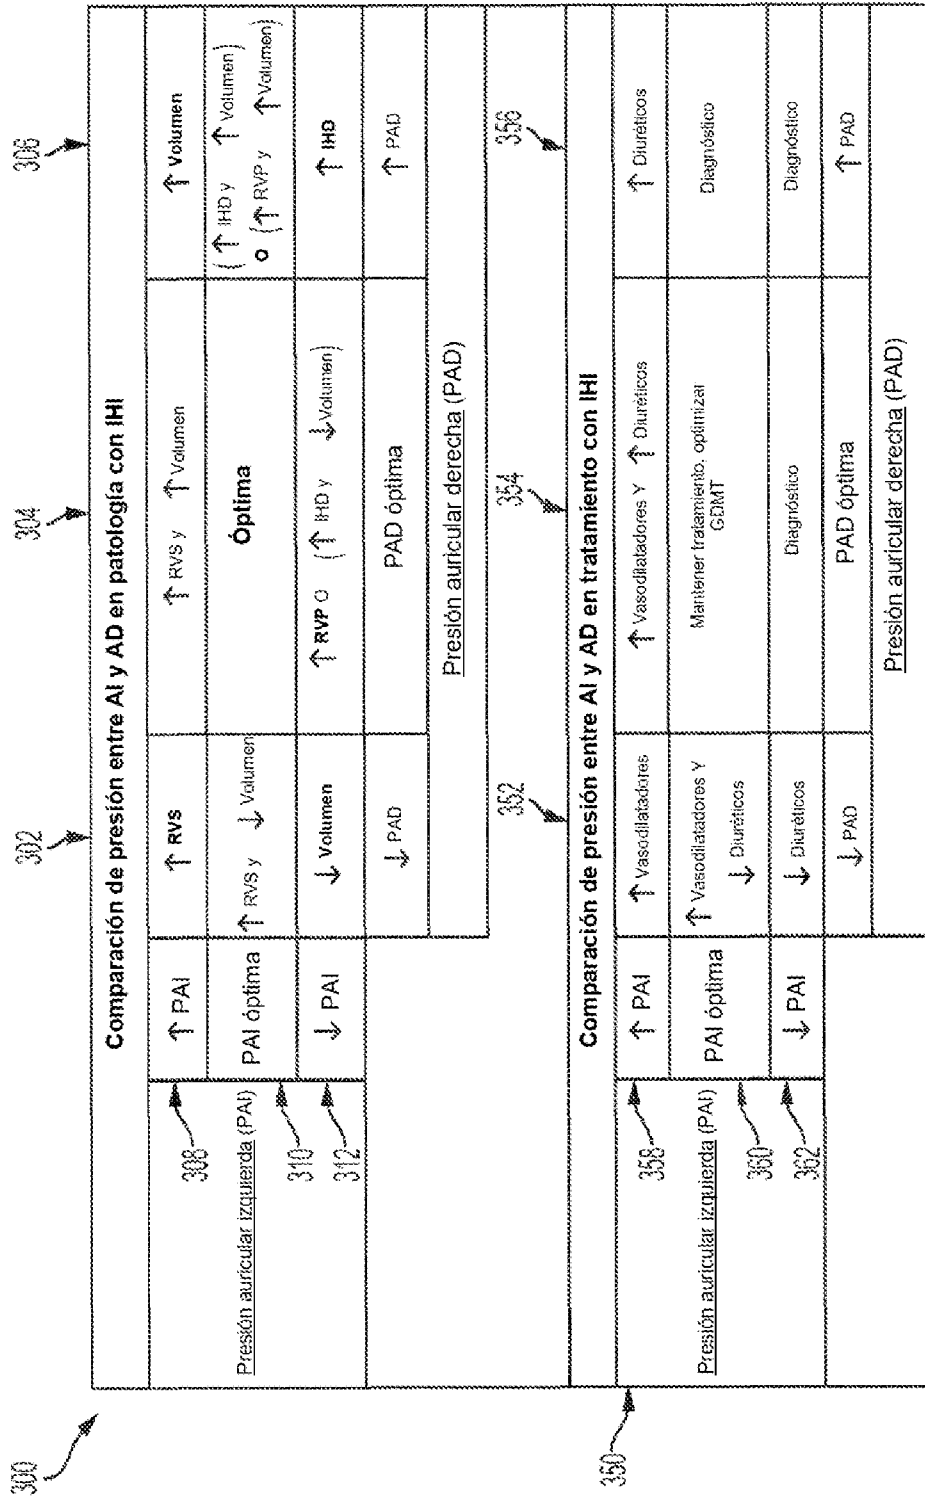 300
302
304
306
Comparación de presión entre AI y AD en patología con IHI
Presión auricular izquierda (PAI)
308
↑ PAI
↑ RVS
↑ RVS y ↑ Volumen
↑ Volumen
310
PAI óptima
↑ RVS y ↓ Volumen
Óptima
(↑ IHD y ↑ Volumen)
o (↑ RVP y ↑ Volumen)
312
↓ PAI
↓ Volumen
↑ RVP O (↑ IHD y ↓ Volumen)
↑ IHD
↓ PAD
PAD óptima
↑ PAD
Presión auricular derecha (PAD)
350
352
354
356
Comparación de presión entre AI y AD en tratamiento con IHI
Presión auricular izquierda (PAI)
358
↑ PAI
↑ Vasodilatadores
↑ Vasodilatadores Y ↑ Diuréticos
↑ Diuréticos
360
PAI óptima
↑ Vasodilatadores Y
↓ Diuréticos
Mantener tratamiento, optimizar
GDMT
Diagnóstico
362
↓ PAI
↓ Diuréticos
Diagnóstico
Diagnóstico
↓ PAD
PAD óptima
↑ PAD
Presión auricular derecha (PAD)